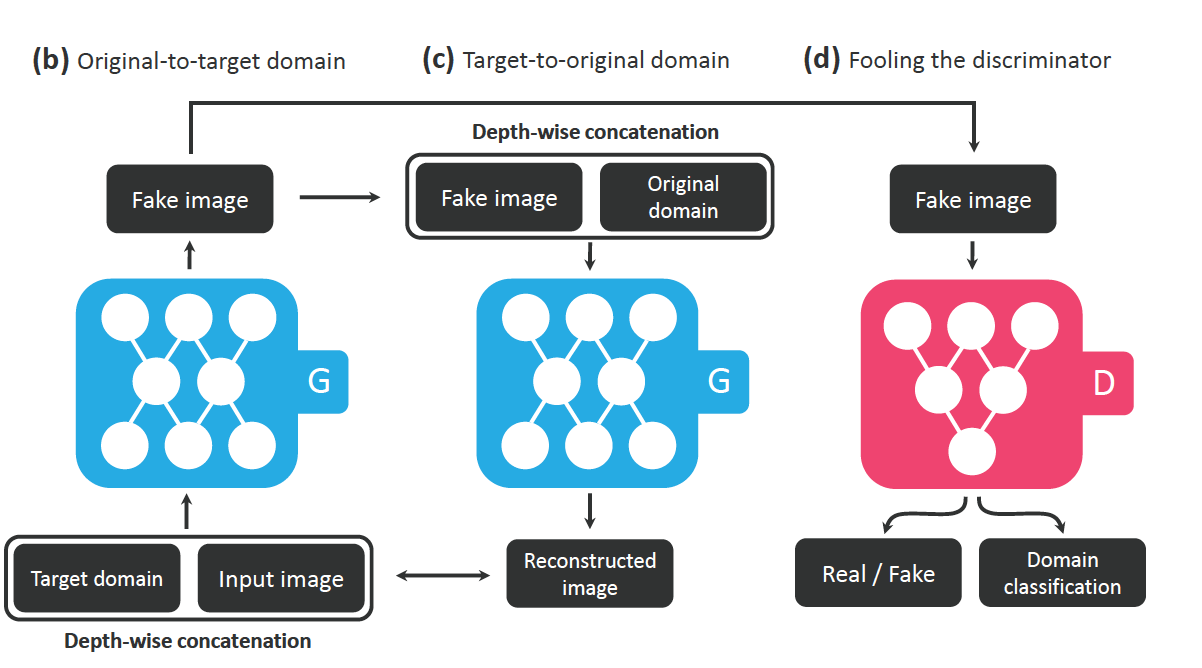 (b) Original-to-target domain
(c) Target-to-original domain
(d) Fooling the discriminator
Depth-wise concatenation
Fake image
Fake image
Original
domain
Fake image
G
G
D
Target domain
Input image
Reconstructed
image
Real / Fake
Domain
classification
Depth-wise concatenation